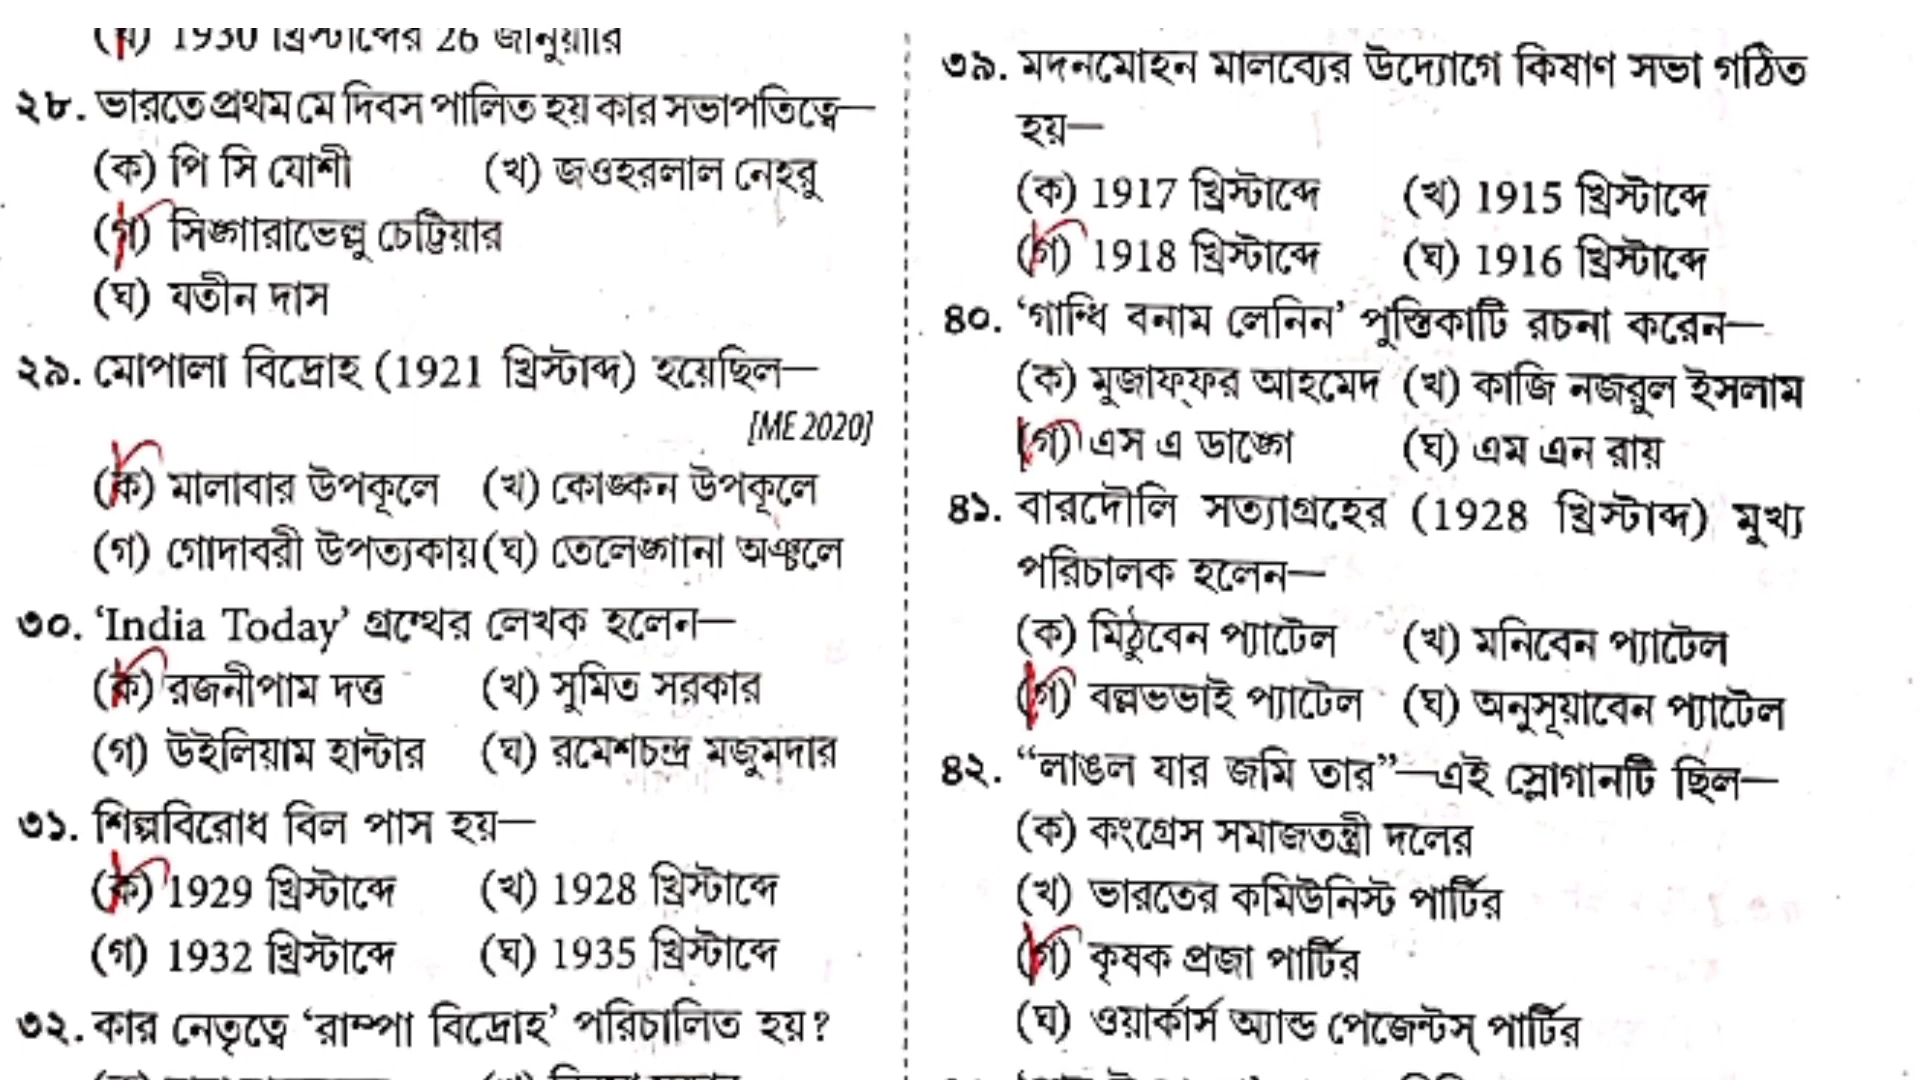 (ঘ) 1930 খ্রিস্টাব্দের 26 জানুয়ারি
২৮. ভারতে প্রথম মে দিবস পালিত হয় কার সভাপতিত্বে—
(ক) পি সি যোশী (খ) জওহরলাল নেহরু
(গ) সিঙ্গারাভেল্লু চেট্টিয়ার
(ঘ) যতীন দাস
২৯. মোপালা বিদ্রোহ (1921 খ্রিস্টাব্দ) হয়েছিল—
[ME 2020]
(ক) মালাবার উপকূলে (খ) কোঙ্কন উপকূলে
(গ) গোদাবরী উপত্যকায় (ঘ) তেলেঙ্গানা অঞ্চলে
৩০. ‘India Today’ গ্রন্থের লেখক হলেন—
(ক) রজনীপাম দত্ত (খ) সুমিত সরকার
(গ) উইলিয়াম হান্টার (ঘ) রমেশচন্দ্র মজুমদার
৩১. শিল্পবিরোধ বিল পাস হয়—
(ক) 1929 খ্রিস্টাব্দে (খ) 1928 খ্রিস্টাব্দে
(গ) 1932 খ্রিস্টাব্দে (ঘ) 1935 খ্রিস্টাব্দে
৩২. কার নেতৃত্বে ‘রাম্পা বিদ্রোহ’ পরিচালিত হয়?
৩৯. মদনমোহন মালব্যের উদ্যোগে কিষাণ সভা গঠিত
হয়—
(ক) 1917 খ্রিস্টাব্দে (খ) 1915 খ্রিস্টাব্দে
(গ) 1918 খ্রিস্টাব্দে (ঘ) 1916 খ্রিস্টাব্দে
৪০. ‘গান্ধি বনাম লেনিন’ পুস্তিকাটি রচনা করেন—
(ক) মুজাফ্‌ফর আহমেদ (খ) কাজি নজরুল ইসলাম
(গ) এস এ ডাঙ্গে (ঘ) এম এন রায়
৪১. বারদৌলি সত্যাগ্রহের (1928 খ্রিস্টাব্দ) মুখ্য
পরিচালক হলেন—
(ক) মিঠুবেন প্যাটেল (খ) মনিবেন প্যাটেল
(গ) বল্লভভাই প্যাটেল (ঘ) অনুসূয়াবেন প্যাটেল
৪২. “লাঙল যার জমি তার”—এই স্লোগানটি ছিল—
(ক) কংগ্রেস সমাজতন্ত্রী দলের
(খ) ভারতের কমিউনিস্ট পার্টির
(গ) কৃষক প্রজা পার্টির
(ঘ) ওয়ার্কার্স অ্যান্ড পেজেন্টস্ পার্টির